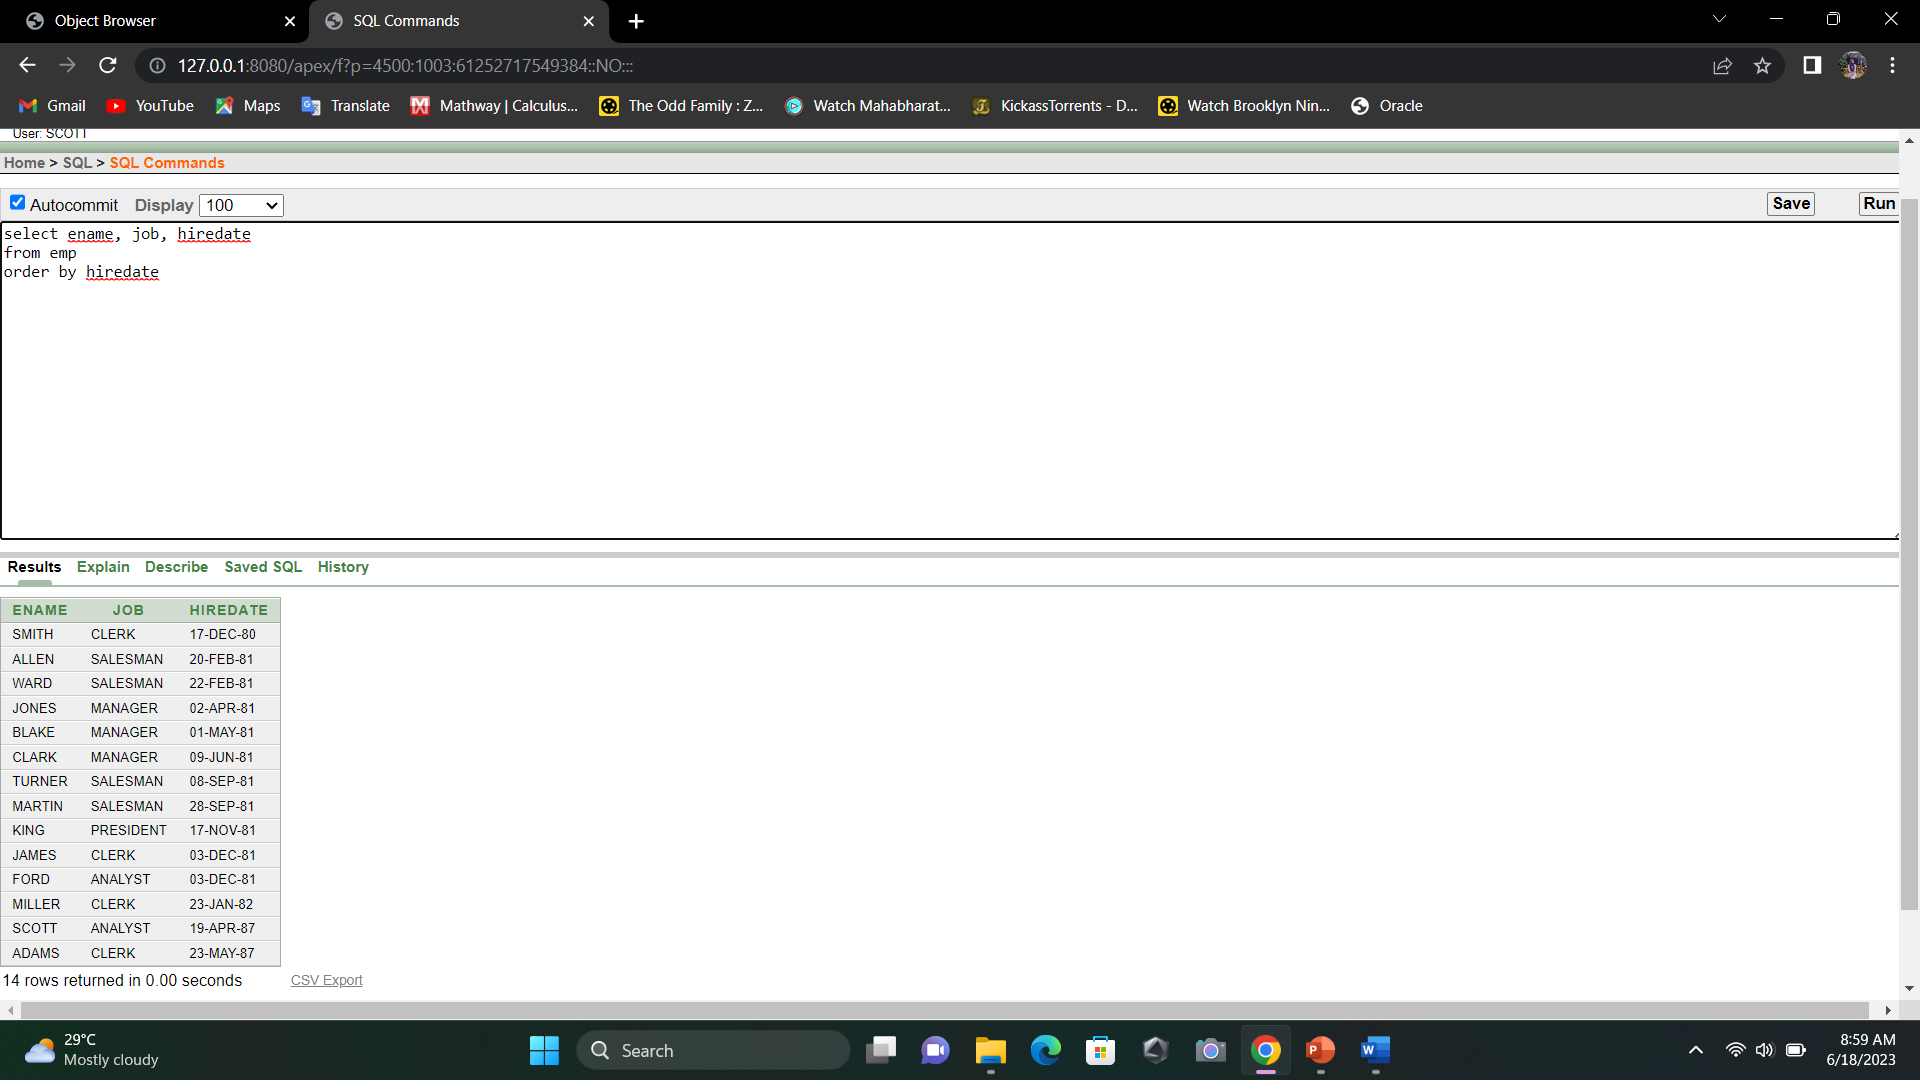 Object Browser
SQL Commands
127.0.0.1:8080/apex/f?p=4500:1003:61252717549384::NO:::
Gmail YouTube Maps Translate Mathway | Calculus... The Odd Family : Z... Watch Mahabharat... KickassTorrents - D... Watch Brooklyn Nin... Oracle
User: SCOTT
Home > SQL > SQL Commands
Autocommit Display 100 Save Run
select ename, job, hiredate
from emp
order by hiredate
Results Explain Describe Saved SQL History
ENAME JOB HIREDATE
SMITH CLERK 17-DEC-80
ALLEN SALESMAN 20-FEB-81
WARD SALESMAN 22-FEB-81
JONES MANAGER 02-APR-81
BLAKE MANAGER 01-MAY-81
CLARK MANAGER 09-JUN-81
TURNER SALESMAN 08-SEP-81
MARTIN SALESMAN 28-SEP-81
KING PRESIDENT 17-NOV-81
JAMES CLERK 03-DEC-81
FORD ANALYST 03-DEC-81
MILLER CLERK 23-JAN-82
SCOTT ANALYST 19-APR-87
ADAMS CLERK 23-MAY-87
14 rows returned in 0.00 seconds CSV Export
29°C
Mostly cloudy
Search
8:59 AM
6/18/2023